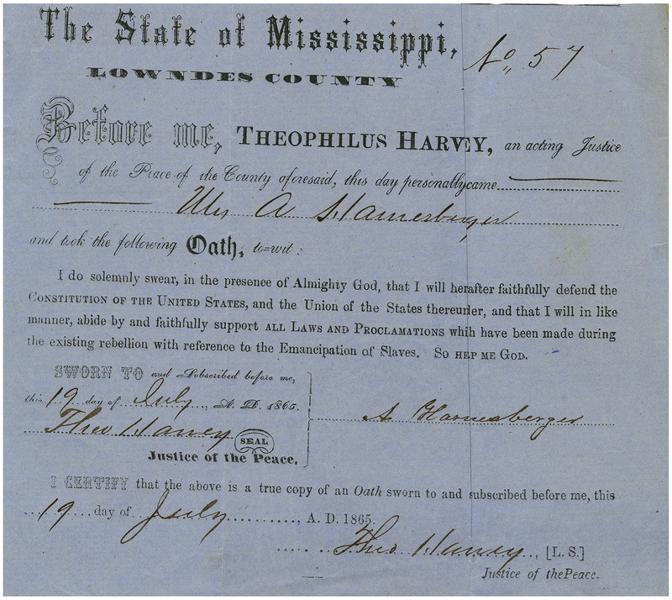 The State of Mississippi,
No. 57
LOWNDES COUNTY
Before me, THEOPHILUS HARVEY, an acting Justice
of the Peace of the County aforesaid, this day personally came
A Harnesberger
and took the following Oath, to=wit:
I do solemnly swear, in the presence of Almighty God, that I will herafter faithfully defend the
CONSTITUTION OF THE UNITED STATES, and the Union of the States thereunder, and that I will in like
manner, abide by and faithfully support ALL LAWS AND PROCLAMATIONS whih have been made during
the existing rebellion with reference to the Emancipation of Slaves. SO HEP ME GOD.
SWORN TO and Subscribed before me,
this 19 day of July, A. D. 1865.
A Harnesberger
Theo Harvey SEAL
Justice of the Peace.
I CERTIFY that the above is a true copy of an Oath sworn to and subscribed before me, this
19 day of July, A. D. 1865.
Theo Harvey, [L. S.]
Justice of thePeace.